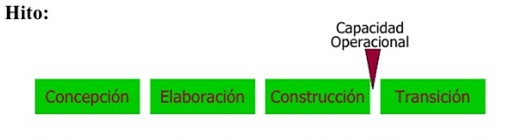 Hito:
Capacidad
Operacional
Concepción Elaboración Construcción Transición